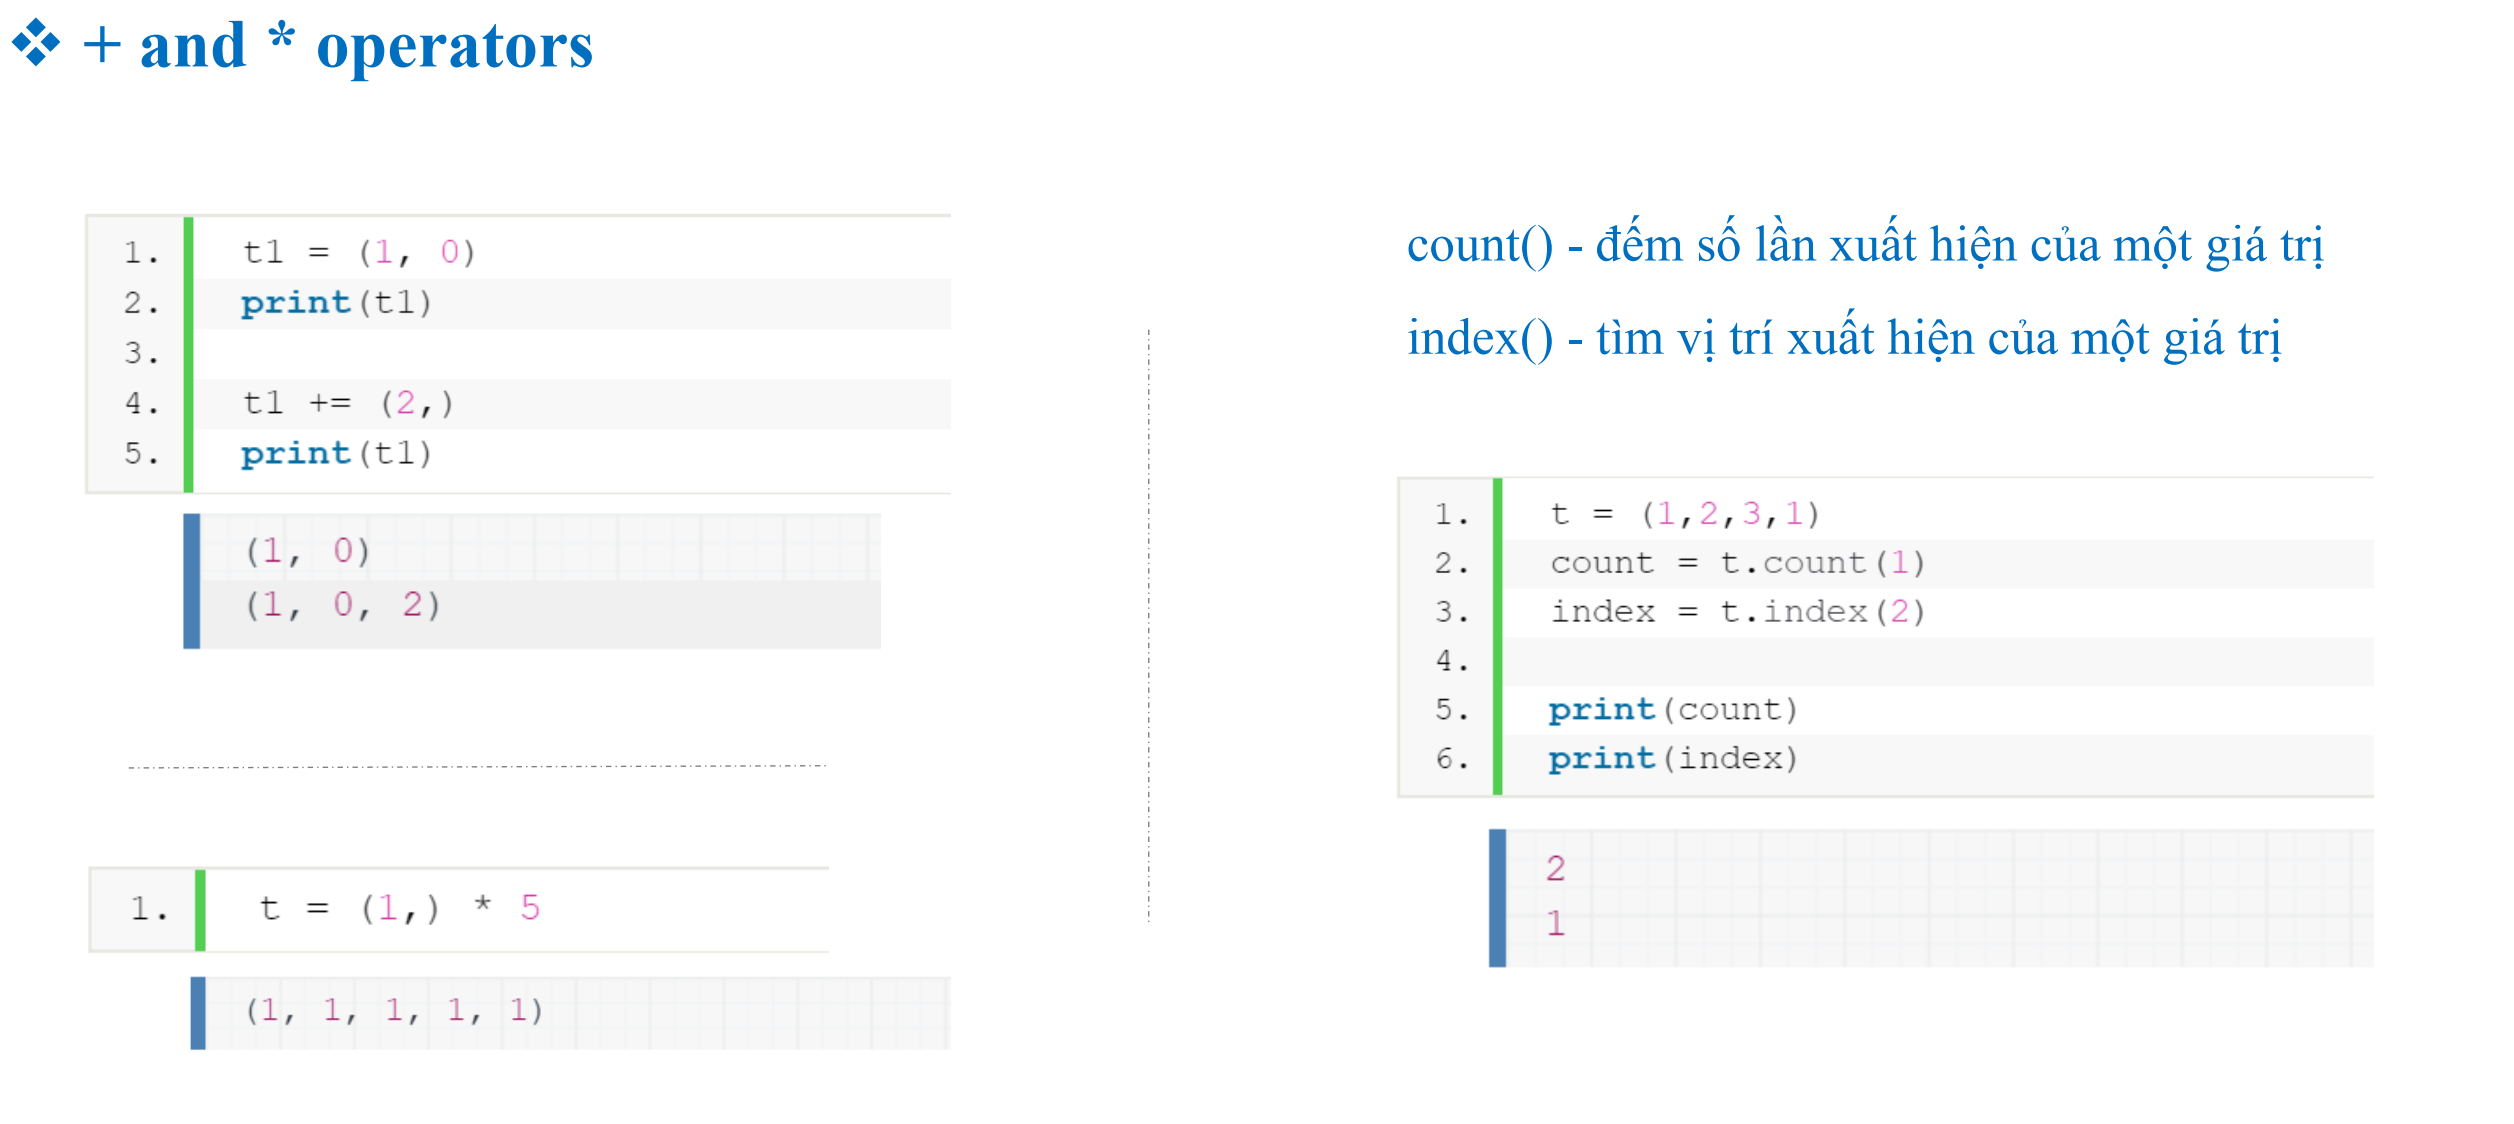 ❖ + and * operators
1. t1 = (1, 0)
2. print(t1)
3.
4. t1 += (2,)
5. print(t1)
(1, 0)
(1, 0, 2)
1. t = (1,) * 5
(1, 1, 1, 1, 1)
count() - đếm số lần xuất hiện của một giá trị
index() - tìm vị trí xuất hiện của một giá trị
1. t = (1,2,3,1)
2. count = t.count(1)
3. index = t.index(2)
4.
5. print(count)
6. print(index)
2
1